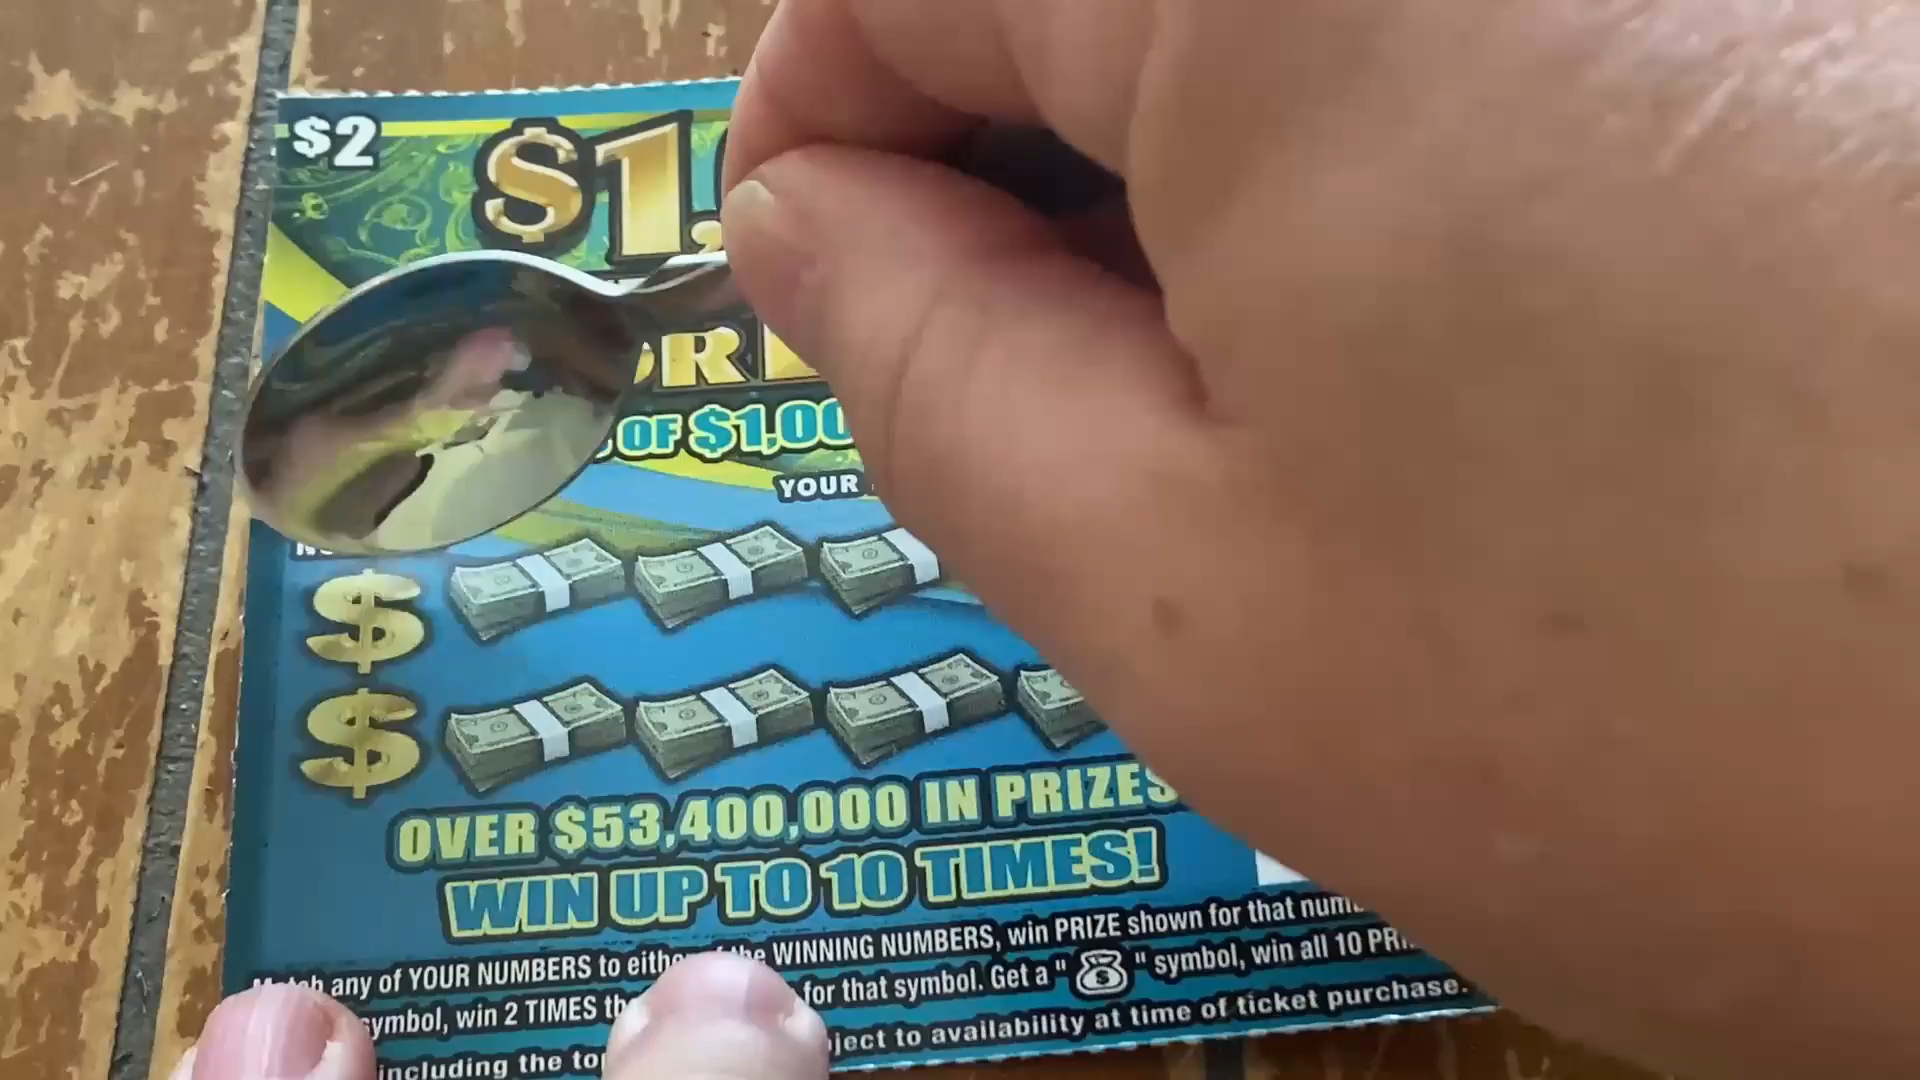 $2
$1,
OR
OF $1,00
YOUR
$
$
OVER $53,400,000 IN PRIZES
WIN UP TO 10 TIMES!
any of YOUR NUMBERS to either of the WINNING NUMBERS, win PRIZE shown for that num
symbol, win 2 TIMES th for that symbol. Get a " " symbol, win all 10 PR
including the to ject to availability at time of ticket purchase.